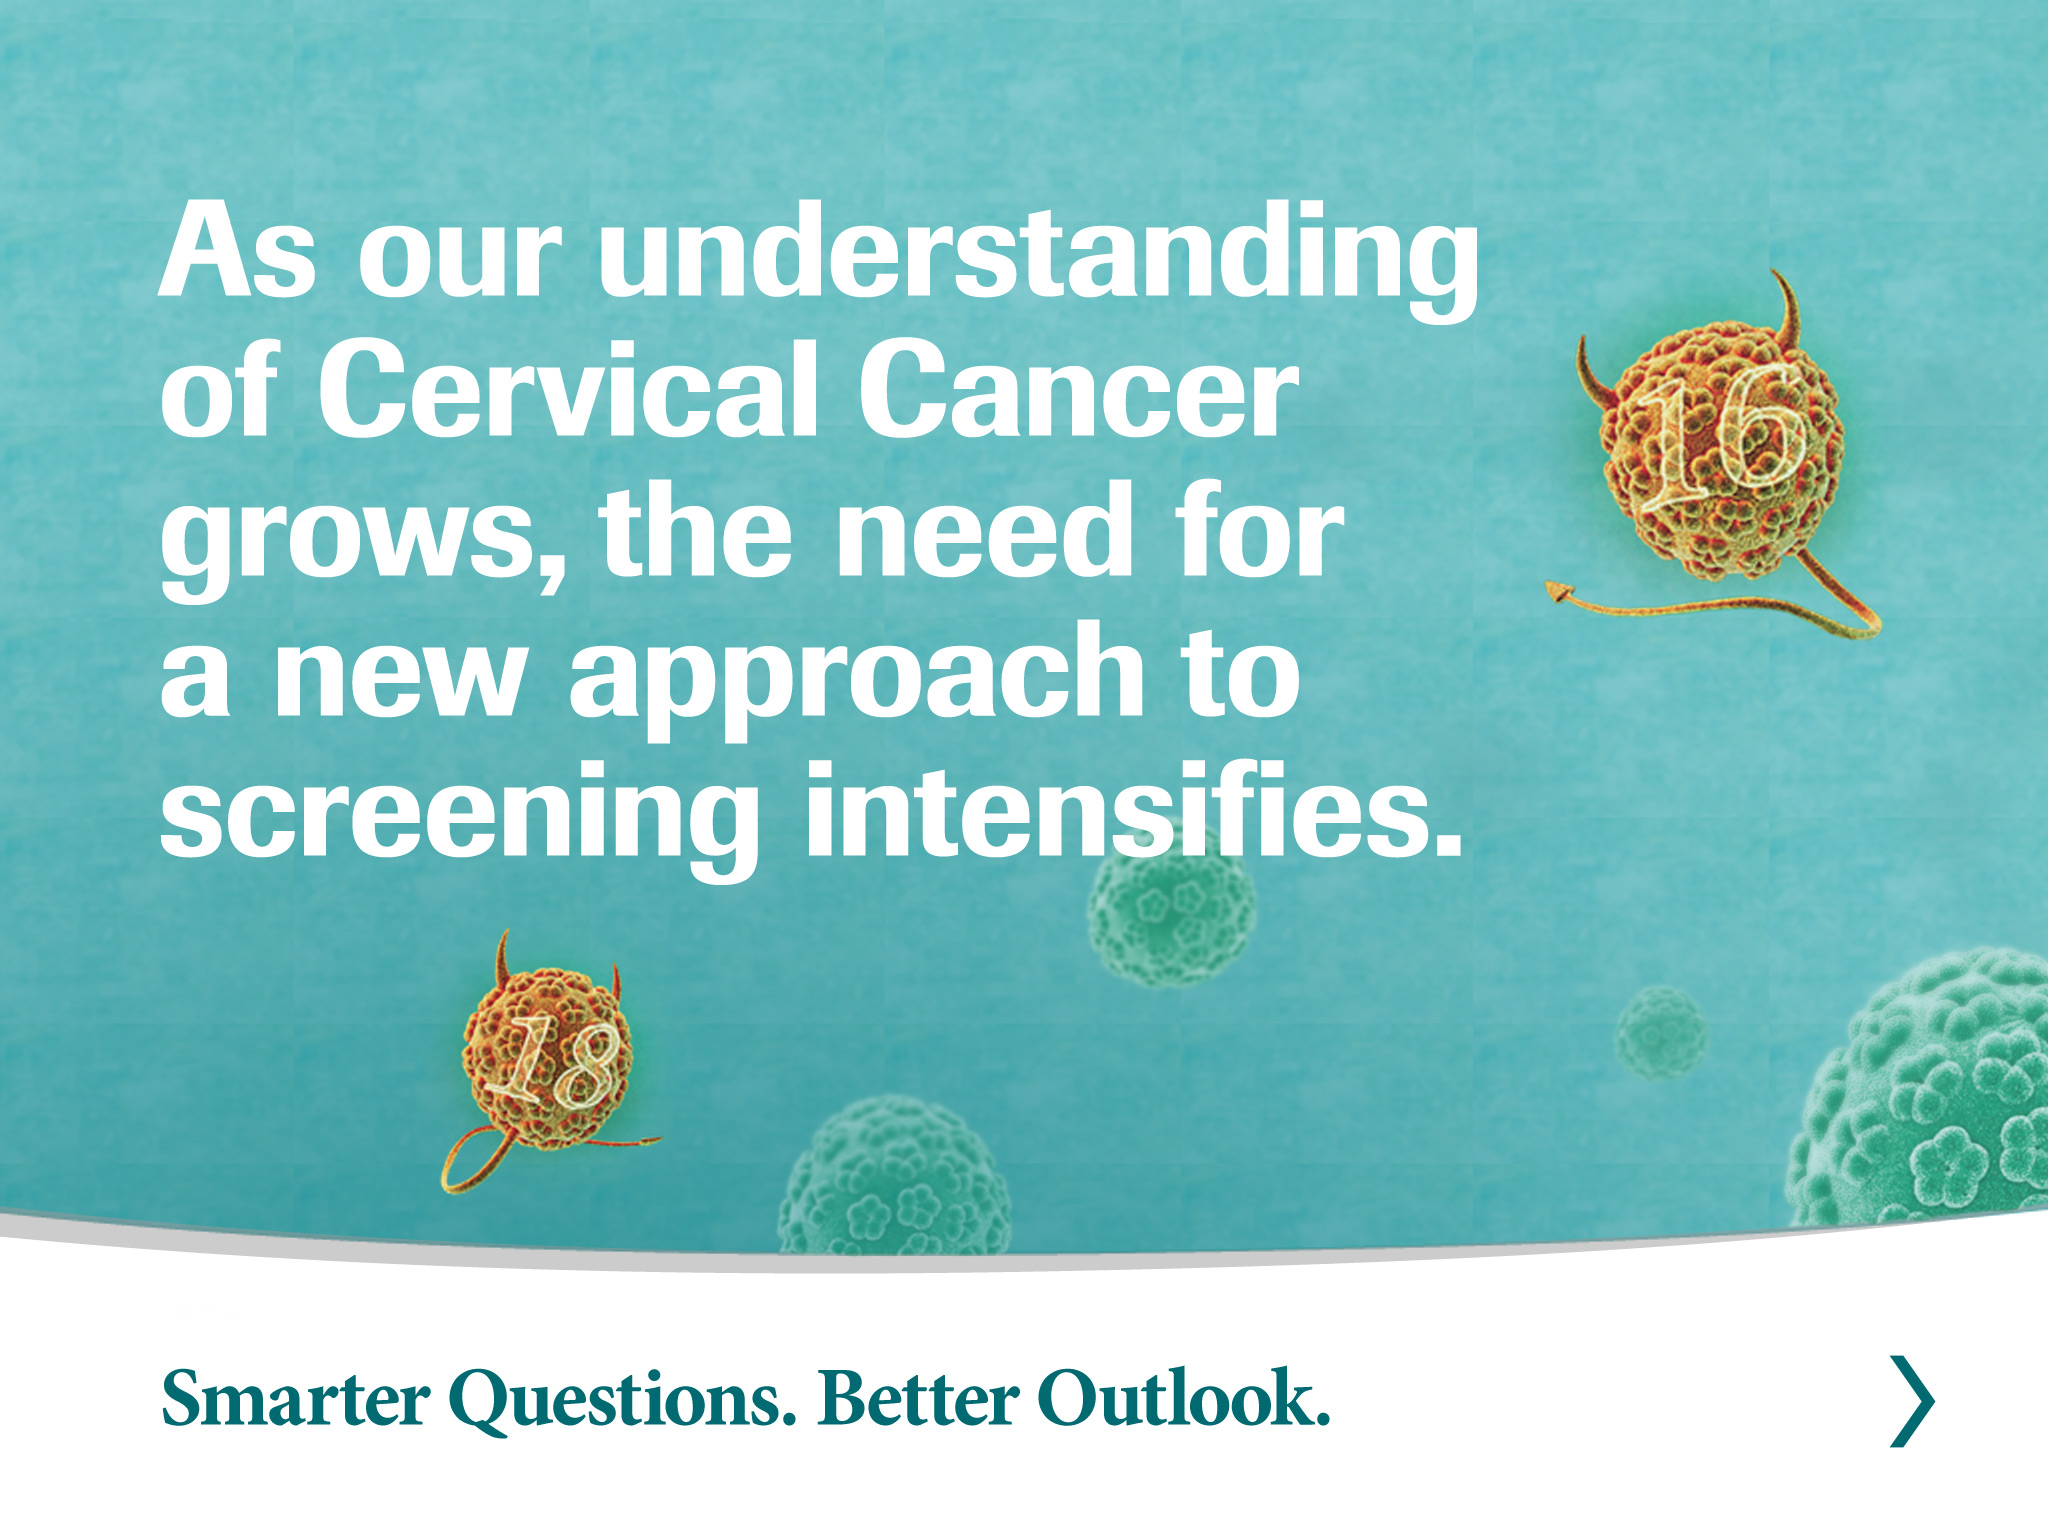 As our understanding
of Cervical Cancer
grows, the need for
a new approach to
screening intensifies.
16
18
Smarter Questions. Better Outlook.